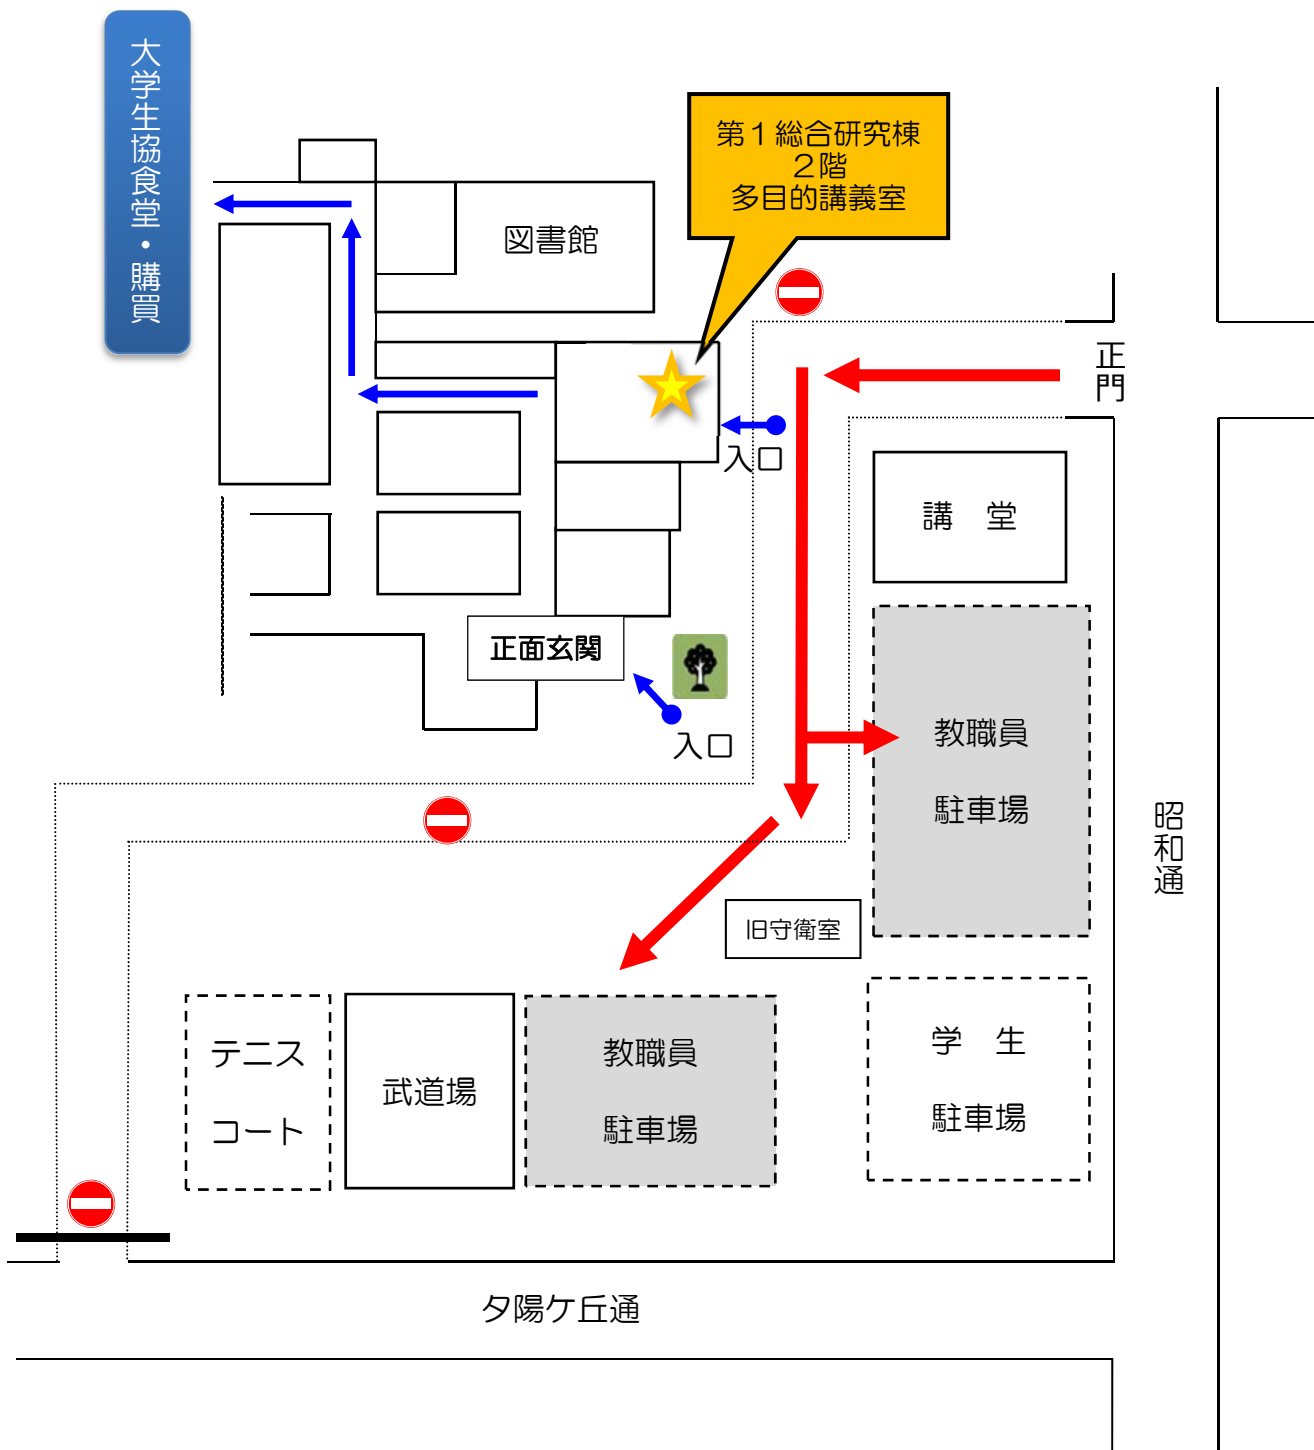 大学生協食堂・購買
第１総合研究棟
２階
多目的講義室
図書館
正門
入口
講　堂
正面玄関
入口
教職員
駐車場
昭和通
旧守衛室
テニス
コート
武道場
教職員
駐車場
学　生
駐車場
夕陽ケ丘通